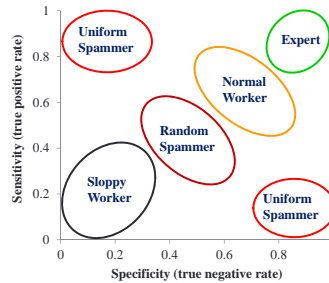 Sensitivity (true positive rate)
1
0.8
0.6
0.4
0.2
0
Uniform
Spammer
Expert
Normal
Worker
Random
Spammer
Sloppy
Worker
Uniform
Spammer
0 0.2 0.4 0.6 0.8
Specificity (true negative rate)